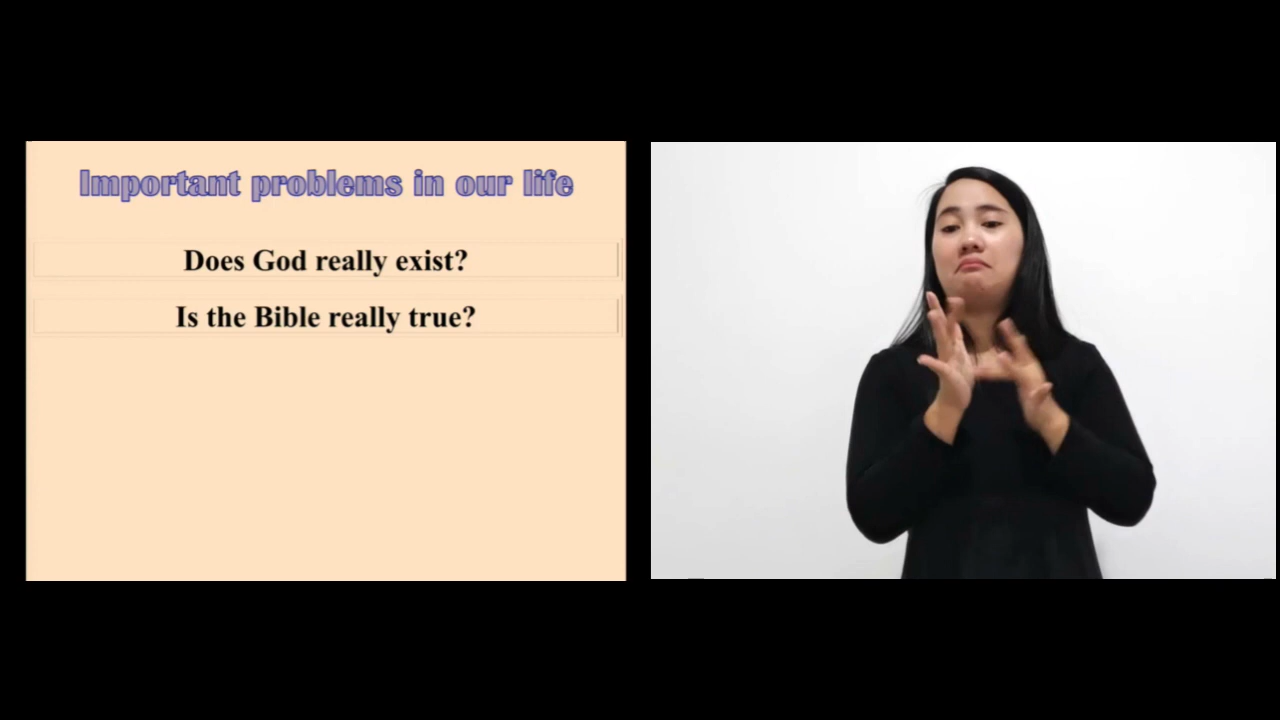 Important problems in our life
Does God really exist?
Is the Bible really true?